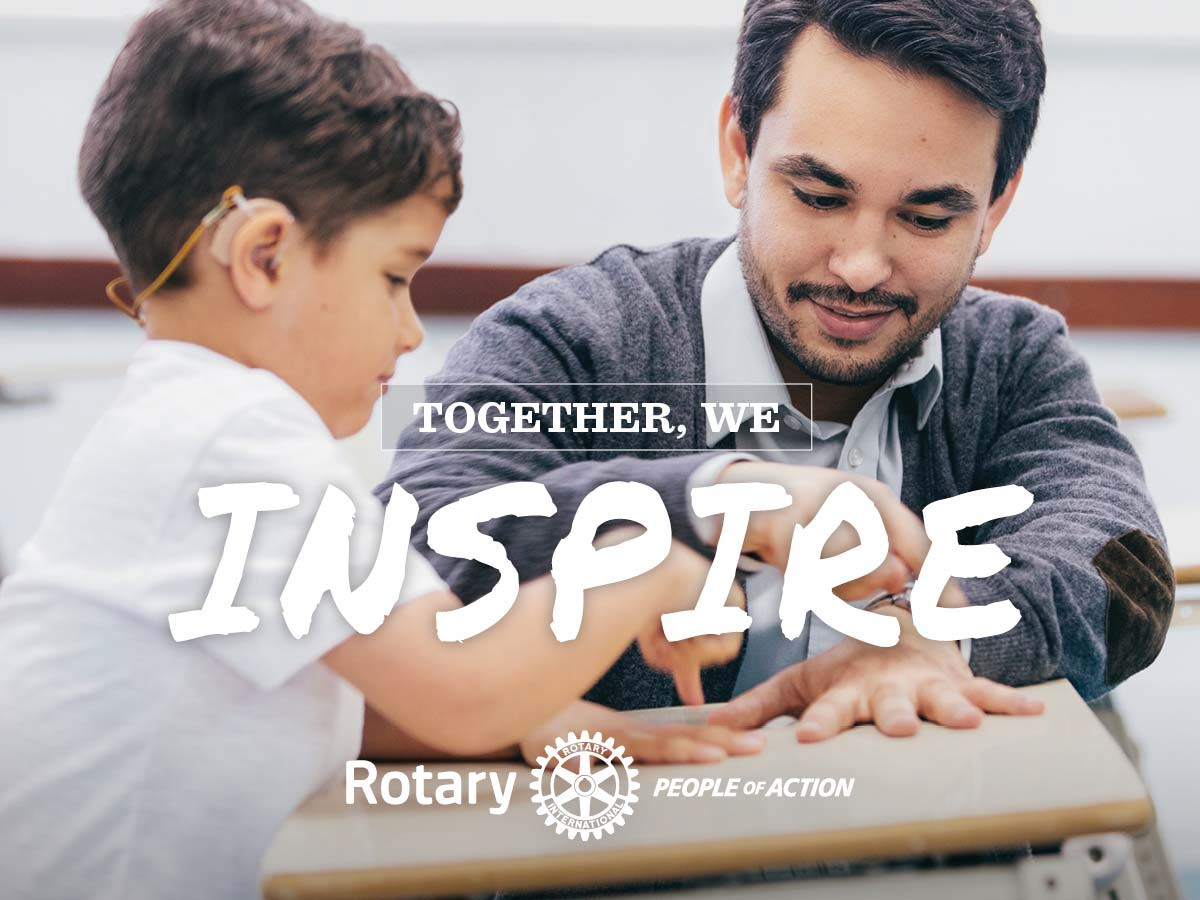 TOGETHER, WE
INSPIRE
Rotary
ROTARY
INTERNATIONAL
PEOPLE OF ACTION